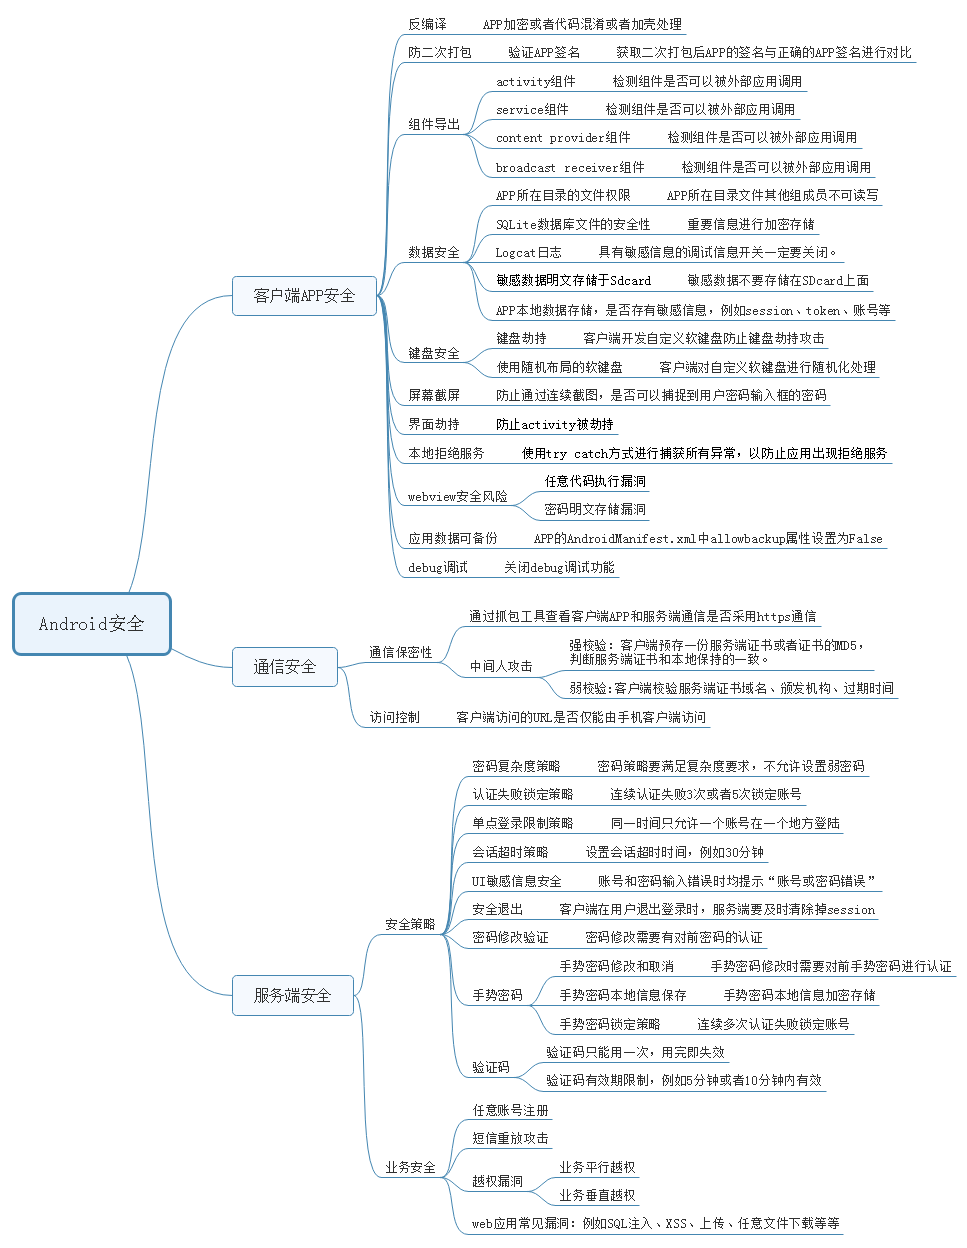 反编译 APP加密或者代码混淆或者加壳处理
防二次打包 验证APP签名 获取二次打包后APP的签名与正确的APP签名进行对比
activity组件 检测组件是否可以被外部应用调用
service组件 检测组件是否可以被外部应用调用
组件导出
content provider组件 检测组件是否可以被外部应用调用
broadcast receiver组件 检测组件是否可以被外部应用调用
APP所在目录的文件权限 APP所在目录文件其他组成员不可读写
SQLite数据库文件的安全性 重要信息进行加密存储
数据安全 Logcat日志 具有敏感信息的调试信息开关一定要关闭。
敏感数据明文存储于Sdcard 敏感数据不要存储在SDcard上面
客户端APP安全
APP本地数据存储，是否存有敏感信息，例如session、token、账号等
键盘劫持 客户端开发自定义软键盘防止键盘劫持攻击
键盘安全
使用随机布局的软键盘 客户端对自定义软键盘进行随机化处理
屏幕截屏 防止通过连续截图，是否可以捕捉到用户密码输入框的密码
界面劫持 防止activity被劫持
本地拒绝服务 使用try catch方式进行捕获所有异常，以防止应用出现拒绝服务
任意代码执行漏洞
webview安全风险
密码明文存储漏洞
应用数据可备份 APP的AndroidManifest.xml中allowbackup属性设置为False
debug调试 关闭debug调试功能
Android安全
通过抓包工具查看客户端APP和服务端通信是否采用https通信
通信保密性
强校验：客户端预存一份服务端证书或者证书的MD5，
判断服务端证书和本地保持的一致。
中间人攻击
通信安全
弱校验:客户端校验服务端证书域名、颁发机构、过期时间
访问控制 客户端访问的URL是否仅能由手机客户端访问
密码复杂度策略 密码策略要满足复杂度要求，不允许设置弱密码
认证失败锁定策略 连续认证失败3次或者5次锁定账号
单点登录限制策略 同一时间只允许一个账号在一个地方登陆
会话超时策略 设置会话超时时间，例如30分钟
UI敏感信息安全 账号和密码输入错误时均提示“账号或密码错误”
安全退出 客户端在用户退出登录时，服务端要及时清除掉session
安全策略
密码修改验证 密码修改需要有对前密码的认证
手势密码修改和取消 手势密码修改时需要对前手势密码进行认证
手势密码 手势密码本地信息保存 手势密码本地信息加密存储
服务端安全
手势密码锁定策略 连续多次认证失败锁定账号
验证码只能用一次，用完即失效
验证码
验证码有效期限制，例如5分钟或者10分钟内有效
任意账号注册
短信重放攻击
业务安全
业务平行越权
越权漏洞
业务垂直越权
web应用常见漏洞：例如SQL注入、XSS、上传、任意文件下载等等